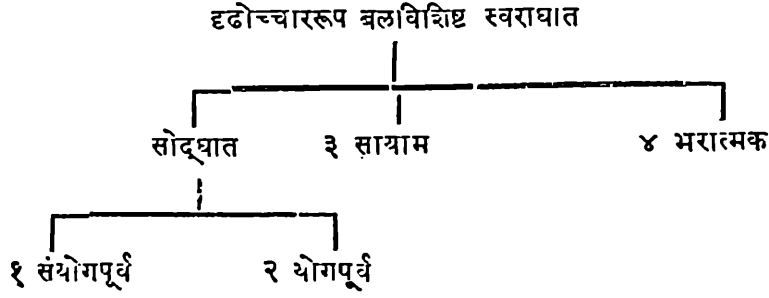 दृढोच्चाररूप बलविशिष्ट स्वराघात
सोद्घात ३ सायाम ४ भरात्मक
१ संयोगपूर्व २ योगपूर्व